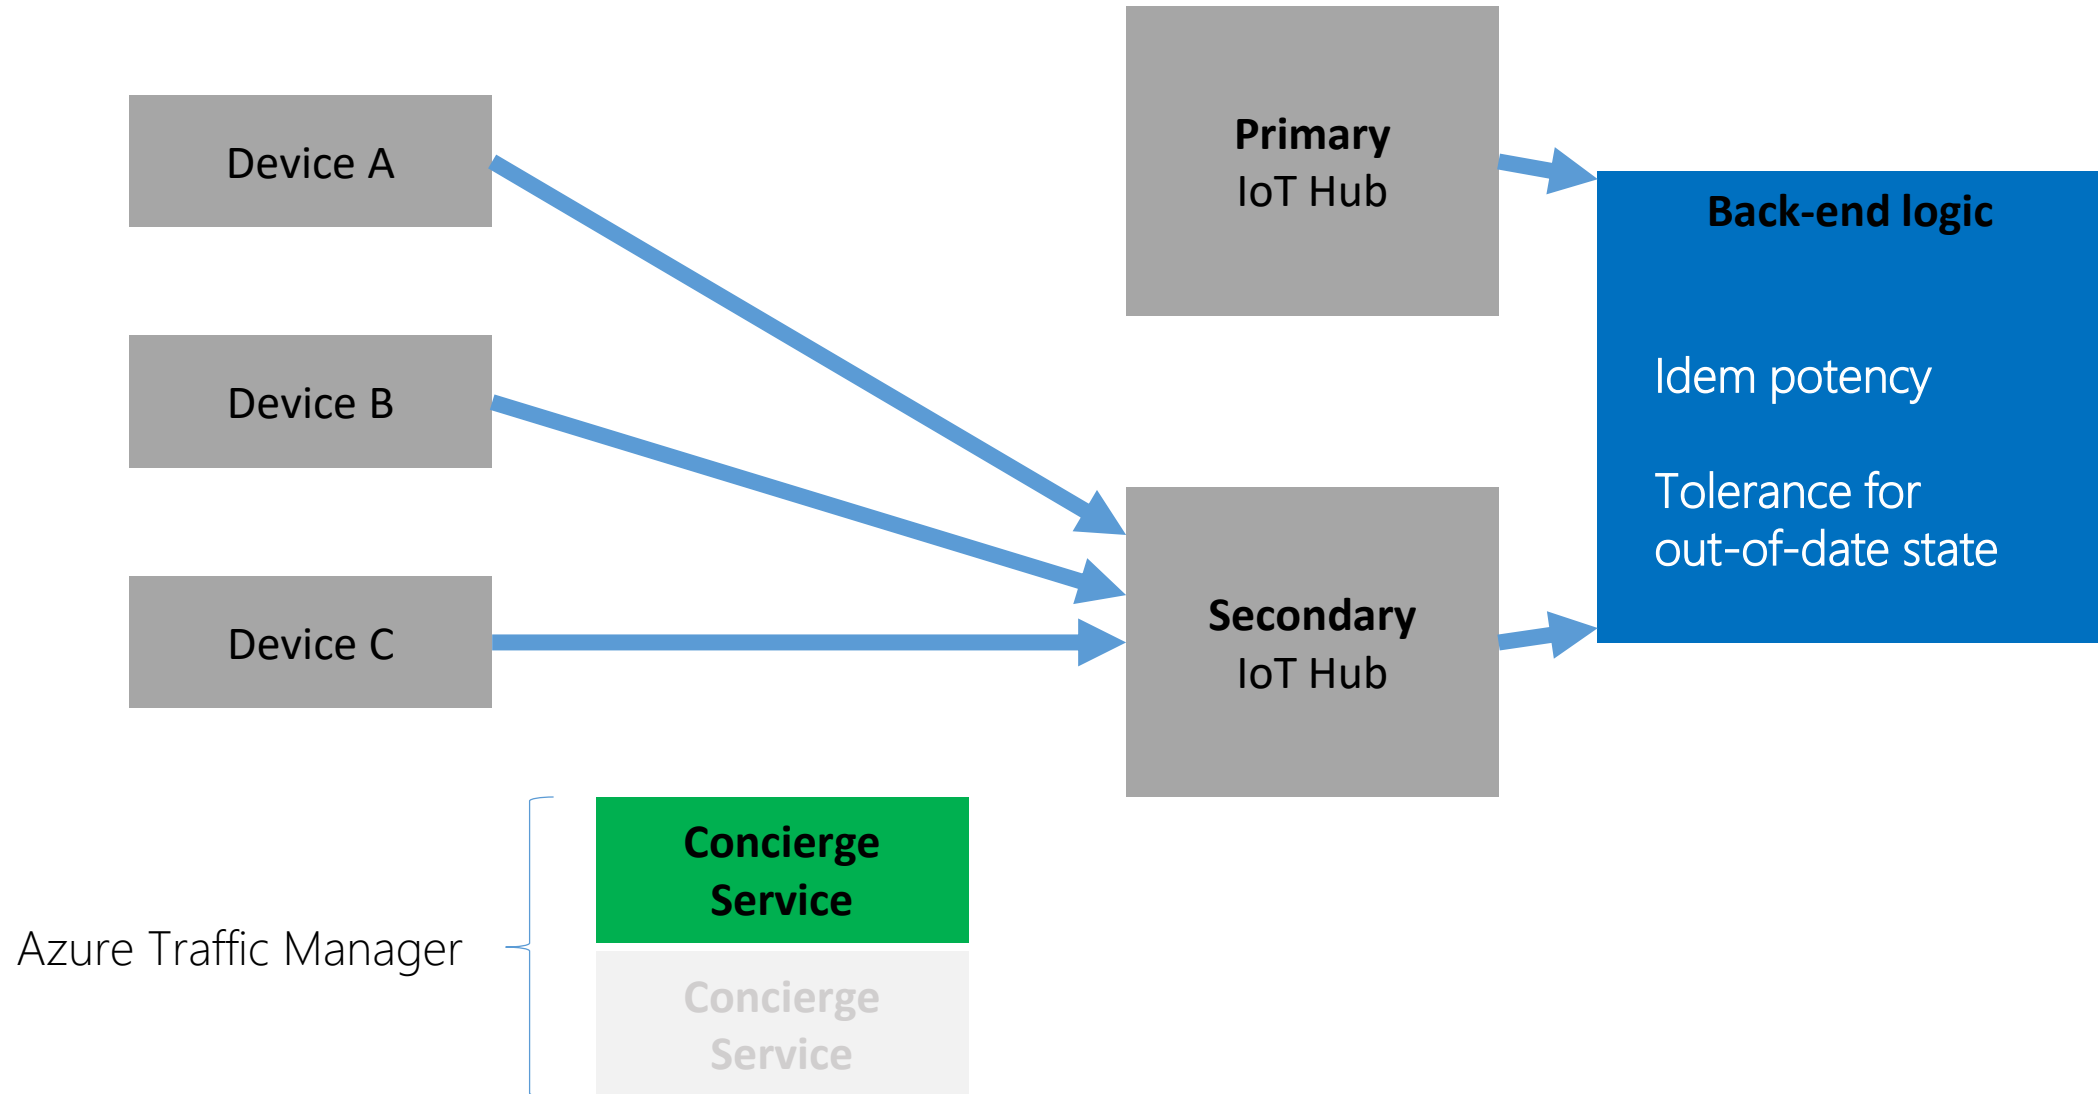 Device A
Device B
Device C
Primary
IoT Hub
Secondary
IoT Hub
Back-end logic
Idem potency
Tolerance for
out-of-date state
Azure Traffic Manager
Concierge
Service
Concierge
Service